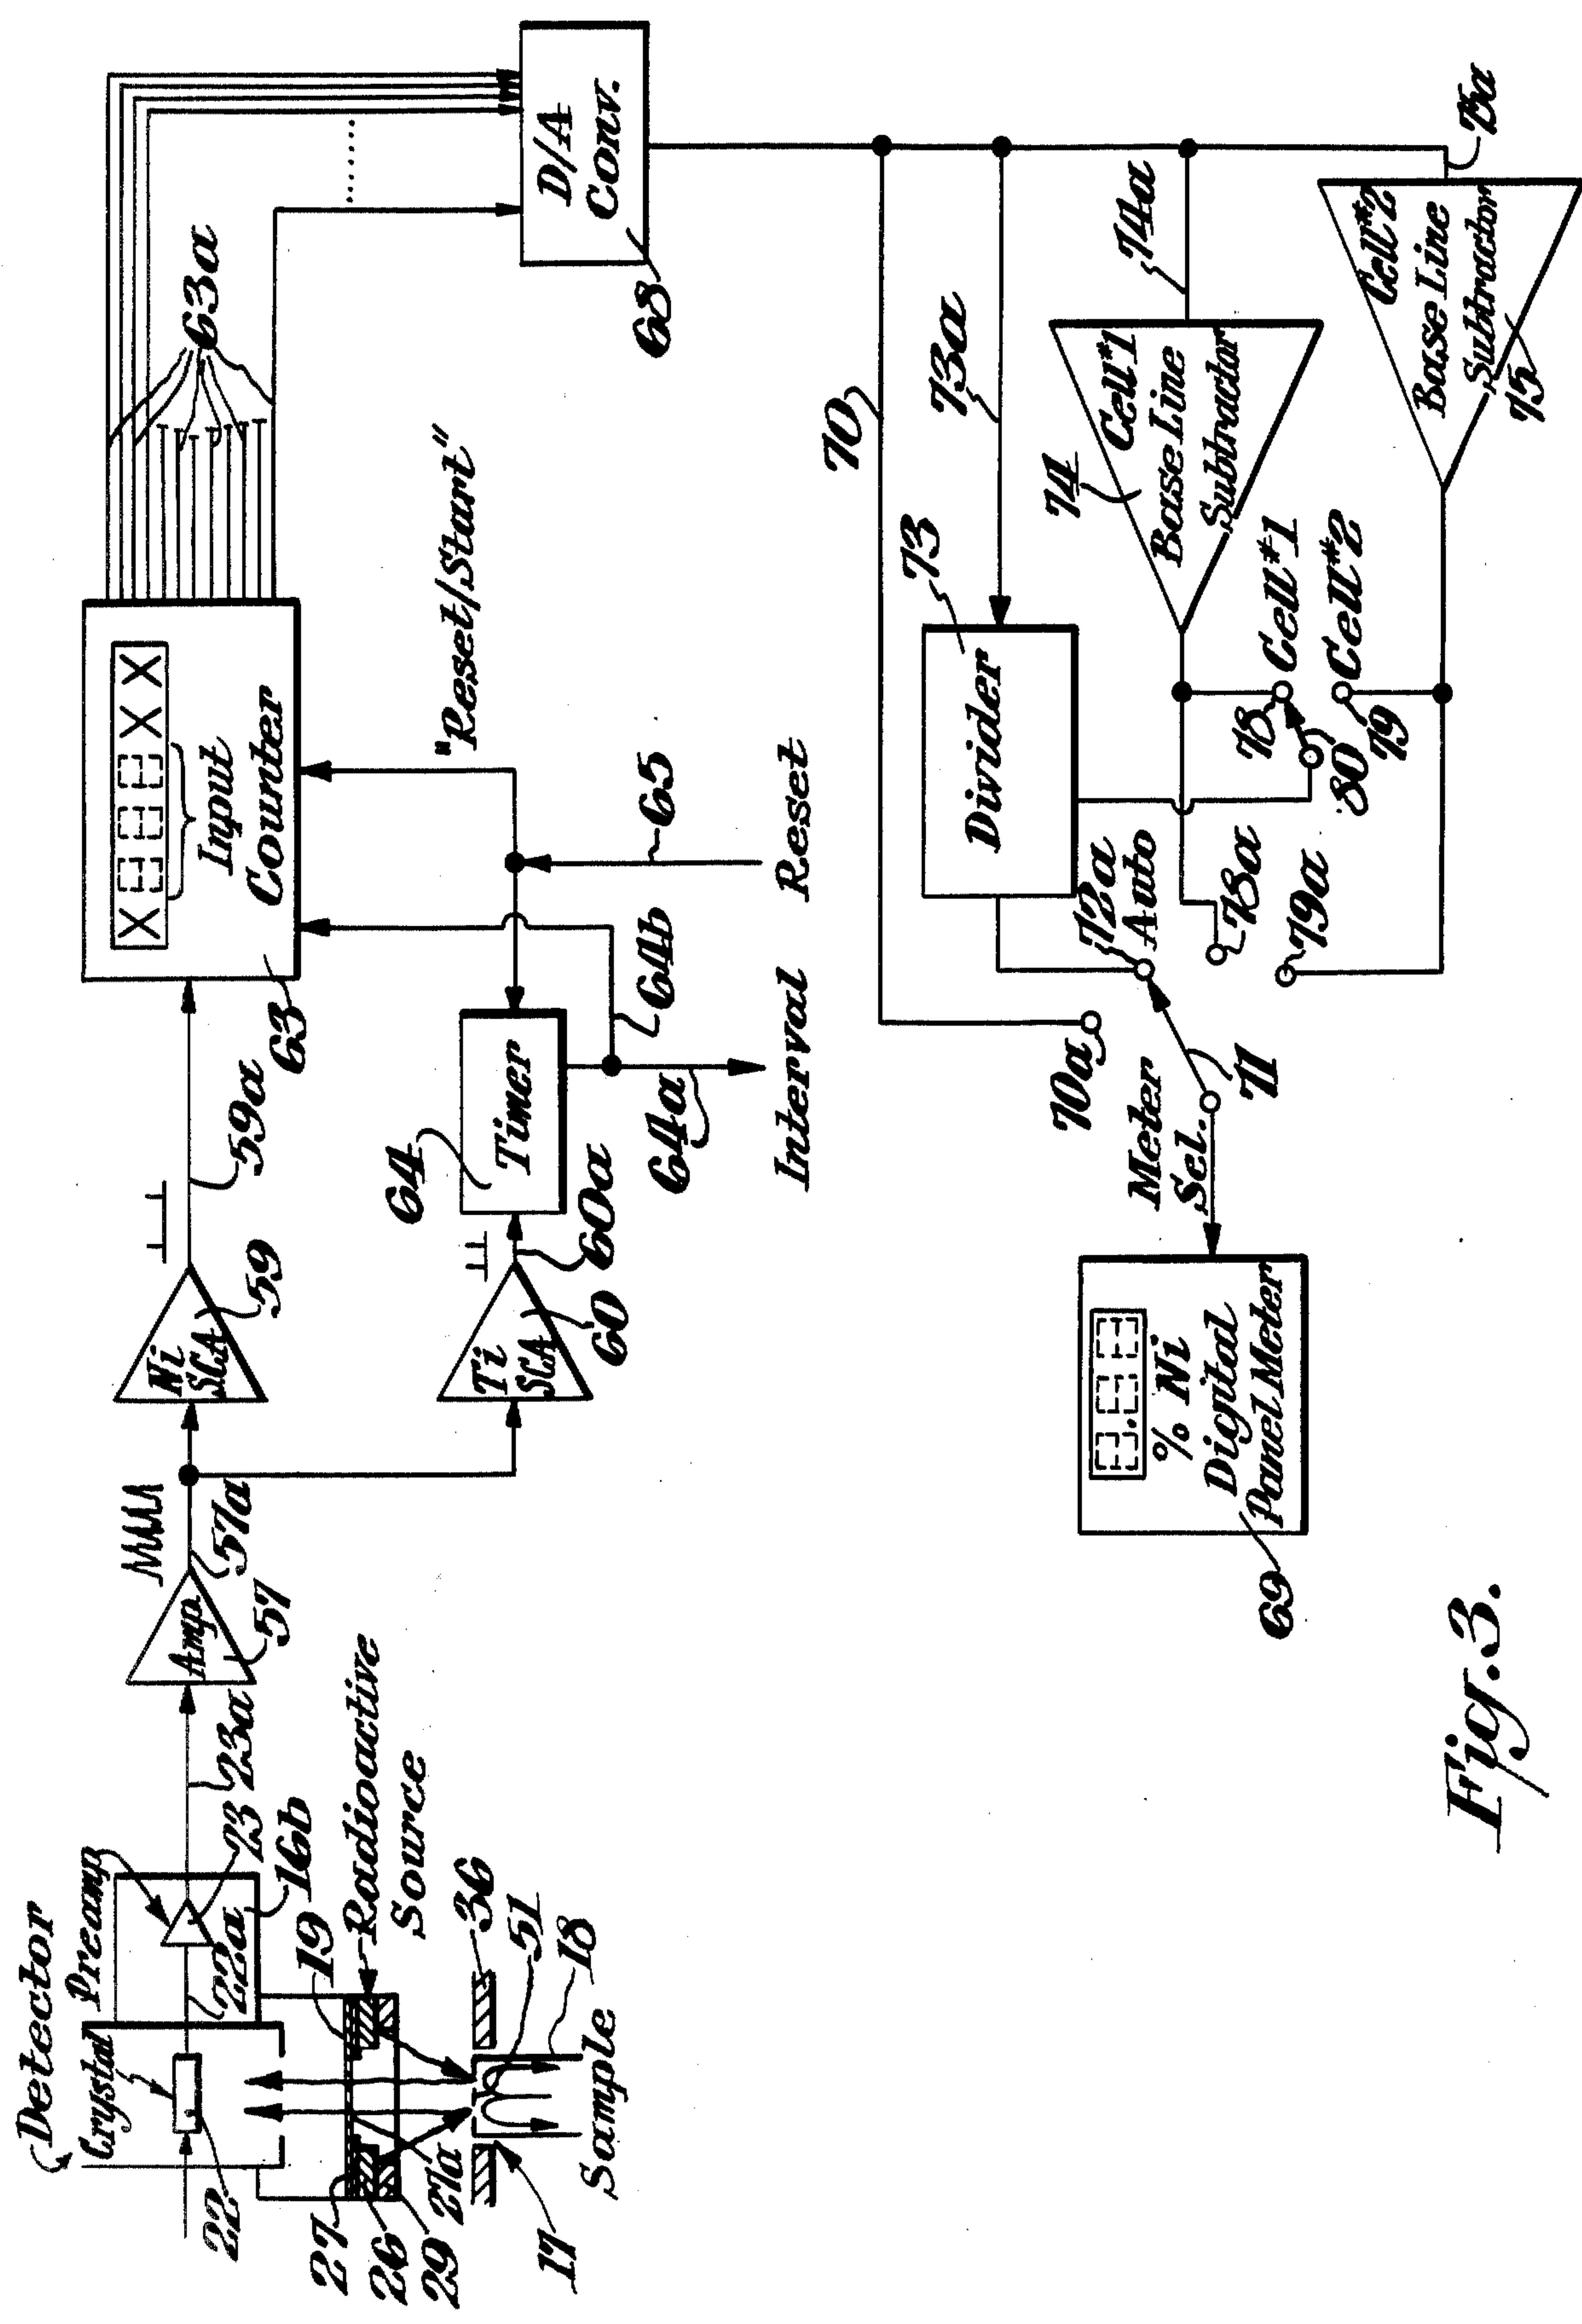 Detector
Crystal
Preamp
22
22a
23
16b
23a
Amp.
57
57a
Ni
SCA
59
59a
63
Input
Counter
X
X X
63a
D/A
Conv.
68
27
26
29
27a
19
Radioactive
Source
36
51
18
17
Sample
Ti
SCA
60
60a
64
Timer
64a
64b
Interval
65
Reset
"Reset/Start"
70
70a
73
73a
Divider
72a
Auto
71
Meter
Sel.
74
74a
Cell #1
Base Line
Subtractor
75
75a
Cell #2
Base Line
Subtractor
78
Cell #1
80
79
Cell #2
78a
79a
% Ni
Digital
Panel Meter
69
Fig. 3.